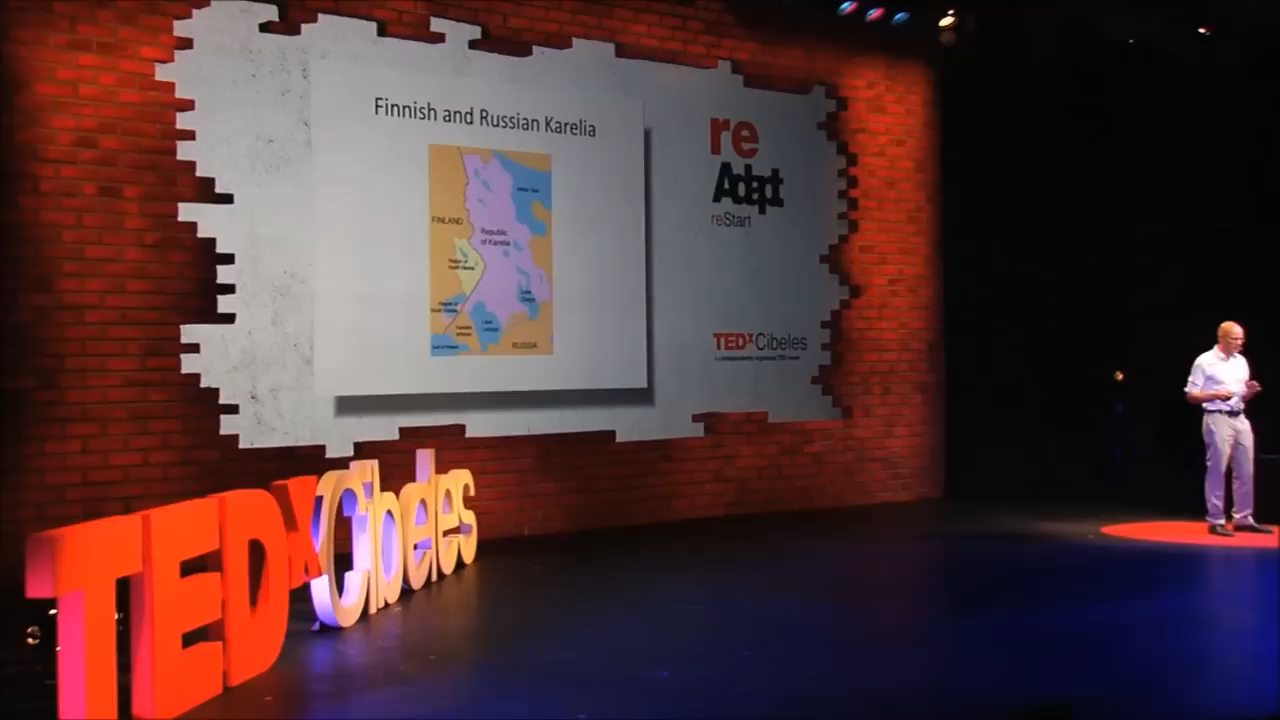 Finnish and Russian Karelia
FINLAND
Republic
of Karelia
RUSSIA
re
Adapt
reStart
TEDxCibeles
TEDxCibeles